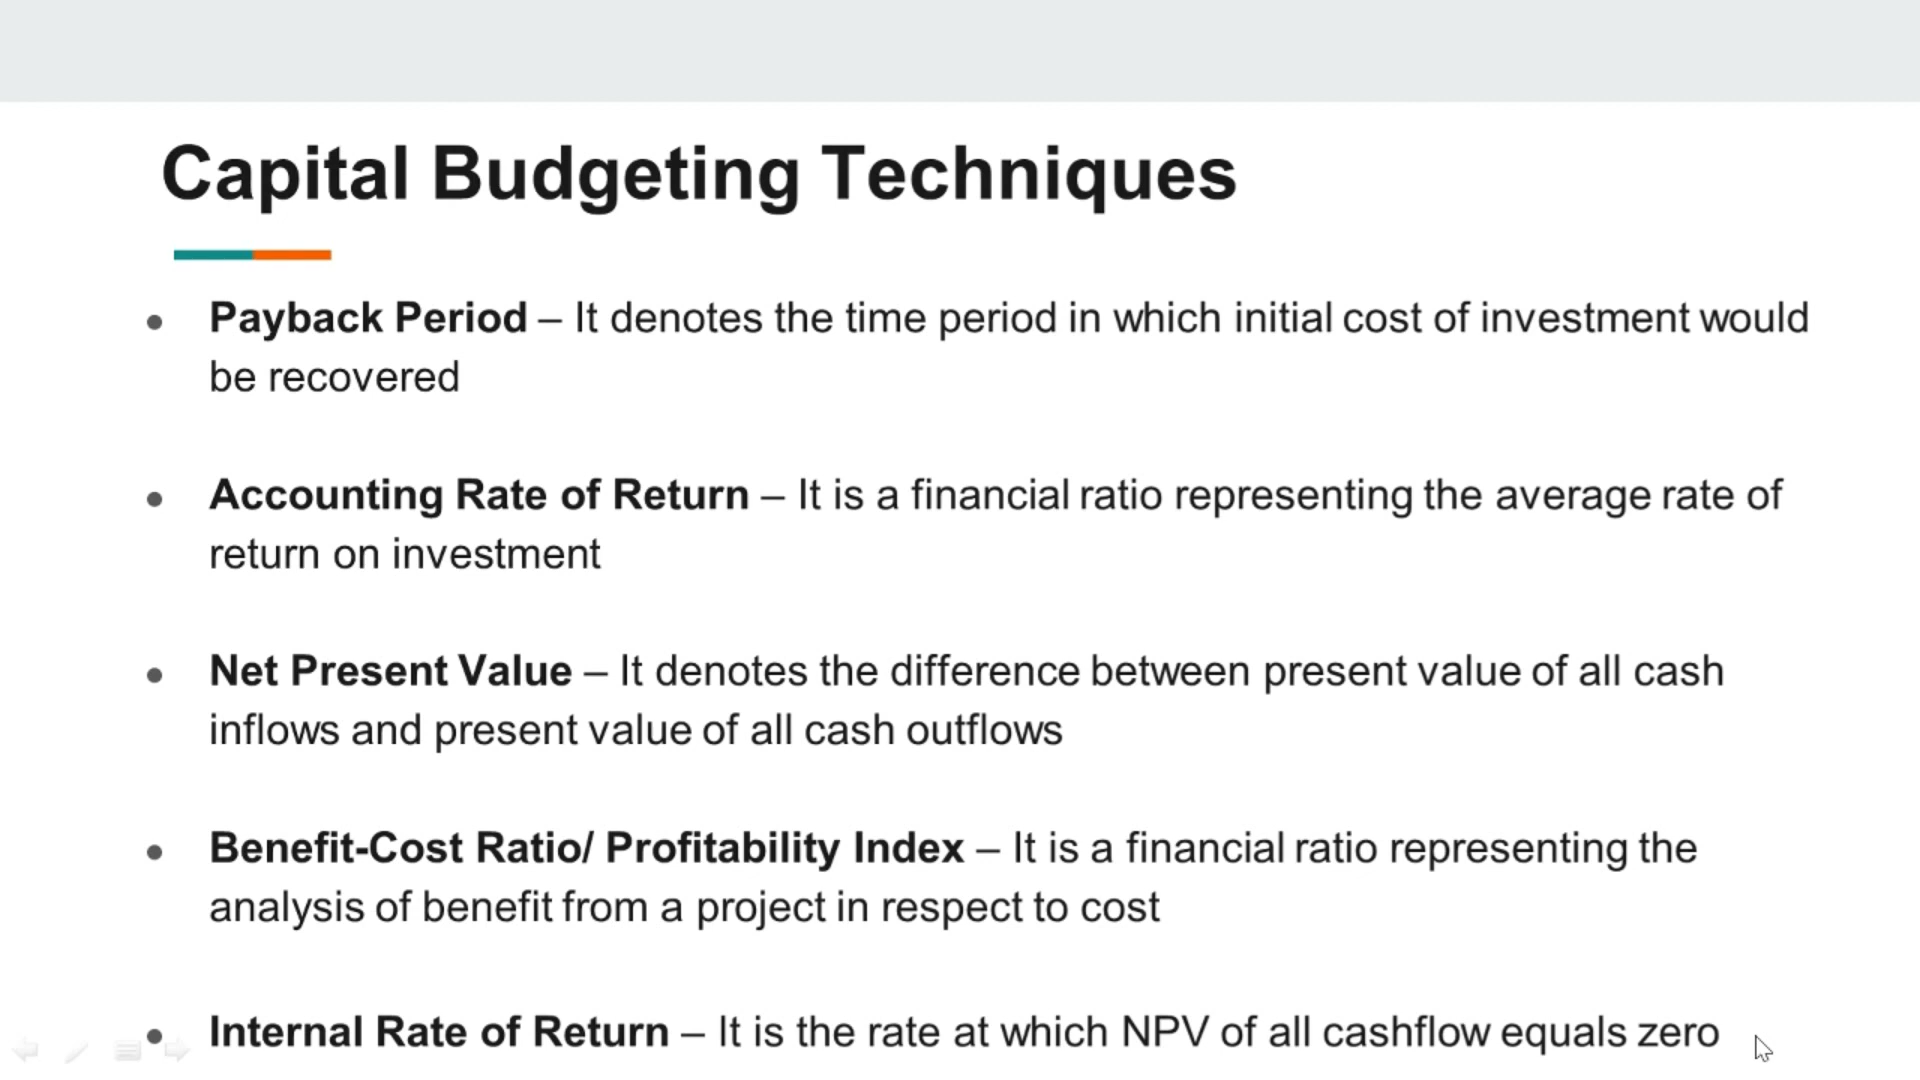 Capital Budgeting Techniques
● Payback Period – It denotes the time period in which initial cost of investment would
be recovered
● Accounting Rate of Return – It is a financial ratio representing the average rate of
return on investment
● Net Present Value – It denotes the difference between present value of all cash
inflows and present value of all cash outflows
● Benefit-Cost Ratio/ Profitability Index – It is a financial ratio representing the
analysis of benefit from a project in respect to cost
● Internal Rate of Return – It is the rate at which NPV of all cashflow equals zero